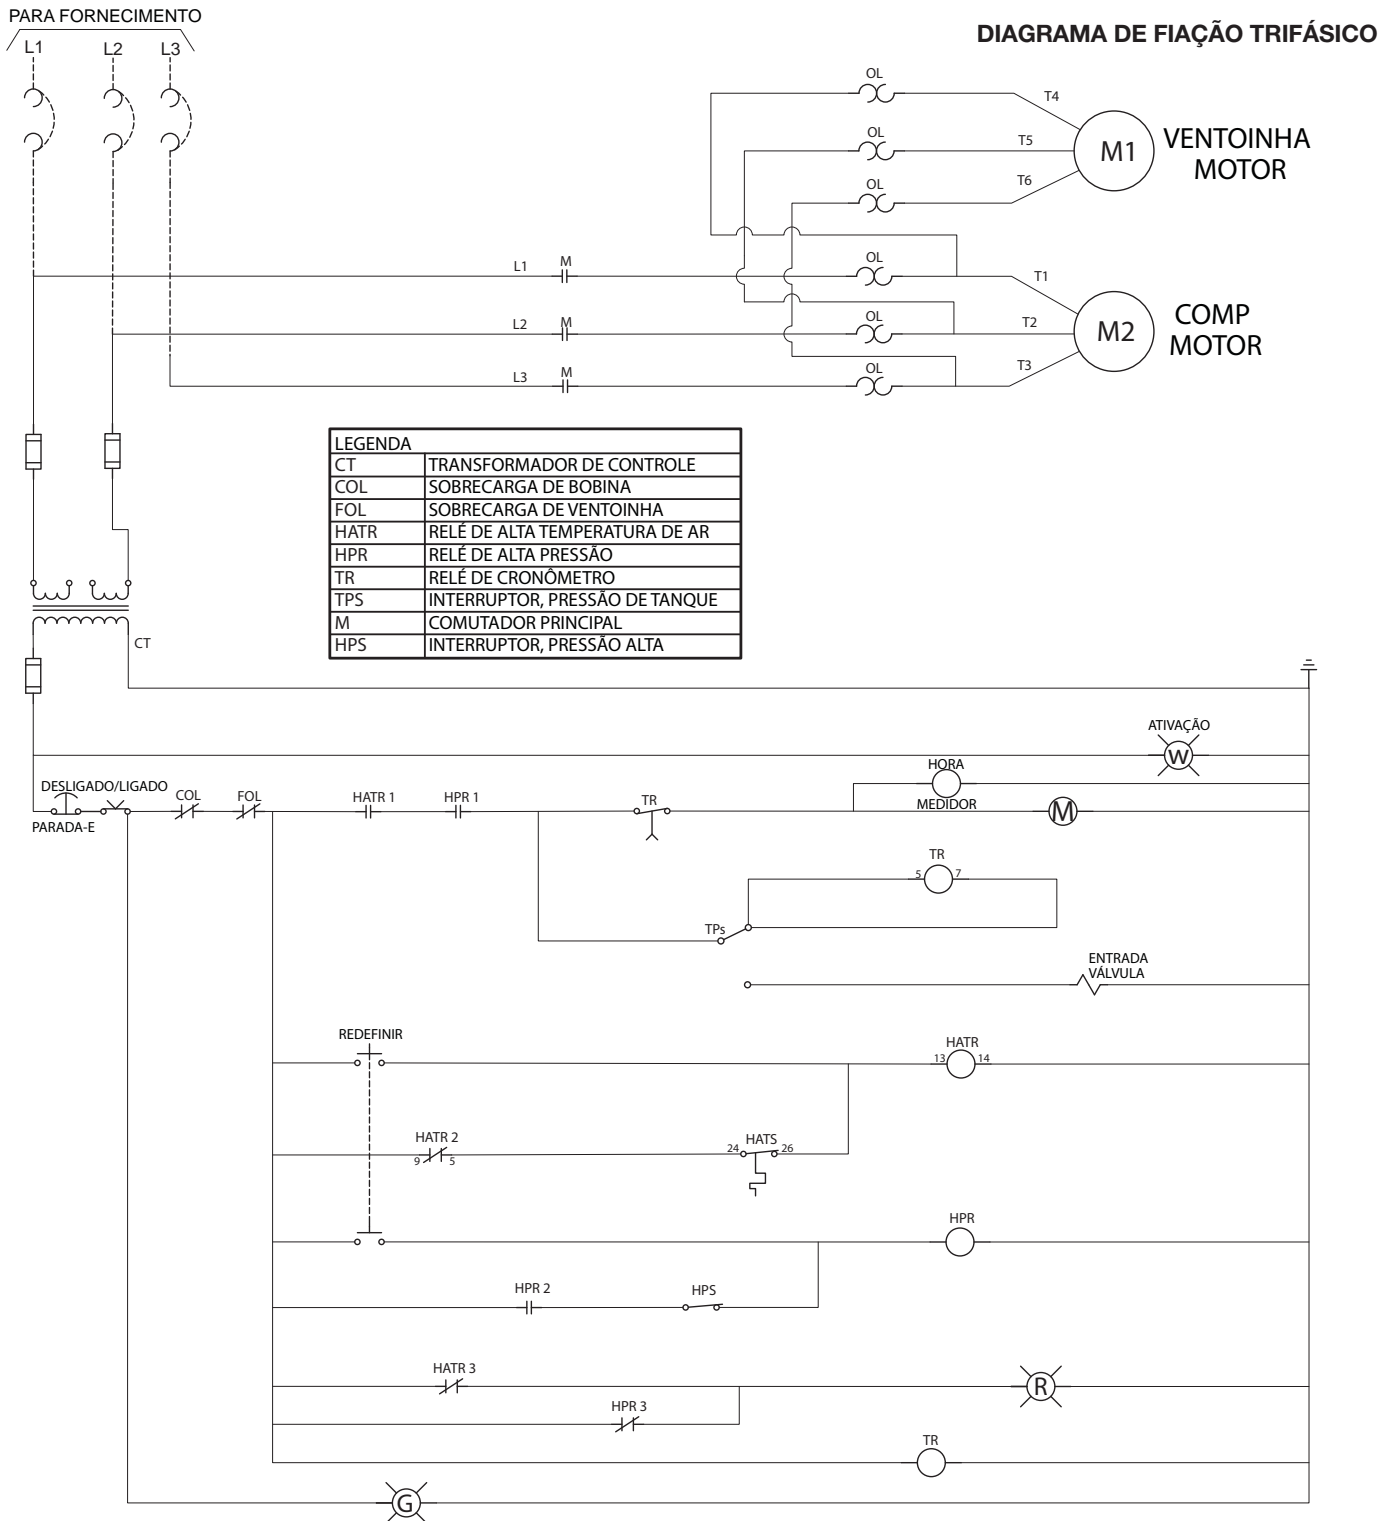 PARA FORNECIMENTO
DIAGRAMA DE FIAÇÃO TRIFÁSICO
L1
L2
L3
OL
T4
OL
T5
M1
VENTOINHA
MOTOR
OL
T6
L1
M
OL
T1
L2
M
OL
T2
M2
COMP
MOTOR
L3
M
OL
T3
LEGENDA
CT TRANSFORMADOR DE CONTROLE
COL SOBRECARGA DE BOBINA
FOL SOBRECARGA DE VENTOINHA
HATR RELÉ DE ALTA TEMPERATURA DE AR
HPR RELÉ DE ALTA PRESSÃO
TR RELÉ DE CRONÔMETRO
TPS INTERRUPTOR, PRESSÃO DE TANQUE
M COMUTADOR PRINCIPAL
HPS INTERRUPTOR, PRESSÃO ALTA
CT
ATIVAÇÃO
W
HORA
MEDIDOR
M
DESLIGADO/LIGADO
PARADA-E
COL
FOL
HATR 1
HPR 1
TR
TR
5 7
TPs
ENTRADA
VÁLVULA
REDEFINIR
HATR
13 14
HATR 2
9 5
HATS
24 26
HPR
HPR 2
HPS
HATR 3
R
HPR 3
TR
G